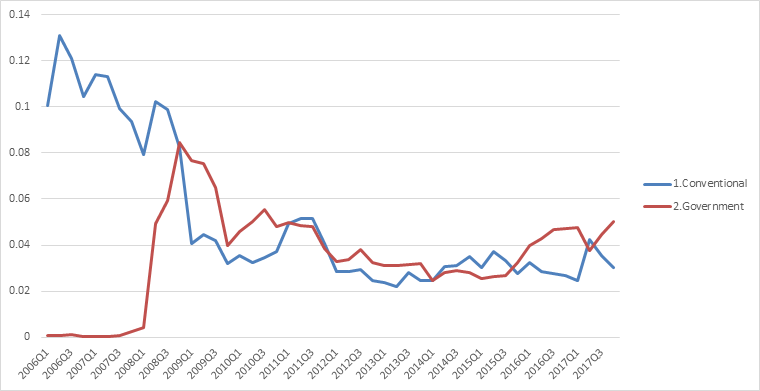 0.14
0.12
0.1
0.08
0.06
0.04
0.02
0
2006Q1
2006Q3
2007Q1
2007Q3
2008Q1
2008Q3
2009Q1
2009Q3
2010Q1
2010Q3
2011Q1
2011Q3
2012Q1
2012Q3
2013Q1
2013Q3
2014Q1
2014Q3
2015Q1
2015Q3
2016Q1
2016Q3
2017Q1
2017Q3
1.Conventional
2.Government